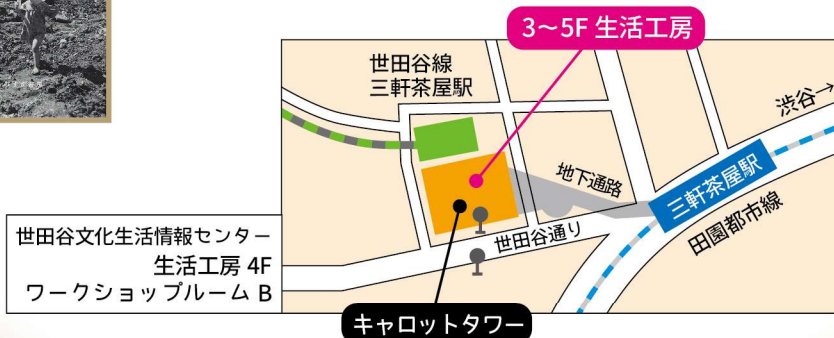 3～5F 生活工房
世田谷線
三軒茶屋駅
渋谷→
地下通路
三軒茶屋駅
田園都市線
世田谷通り
世田谷文化生活情報センター
生活工房 4F
ワークショップルーム B
キャロットタワー